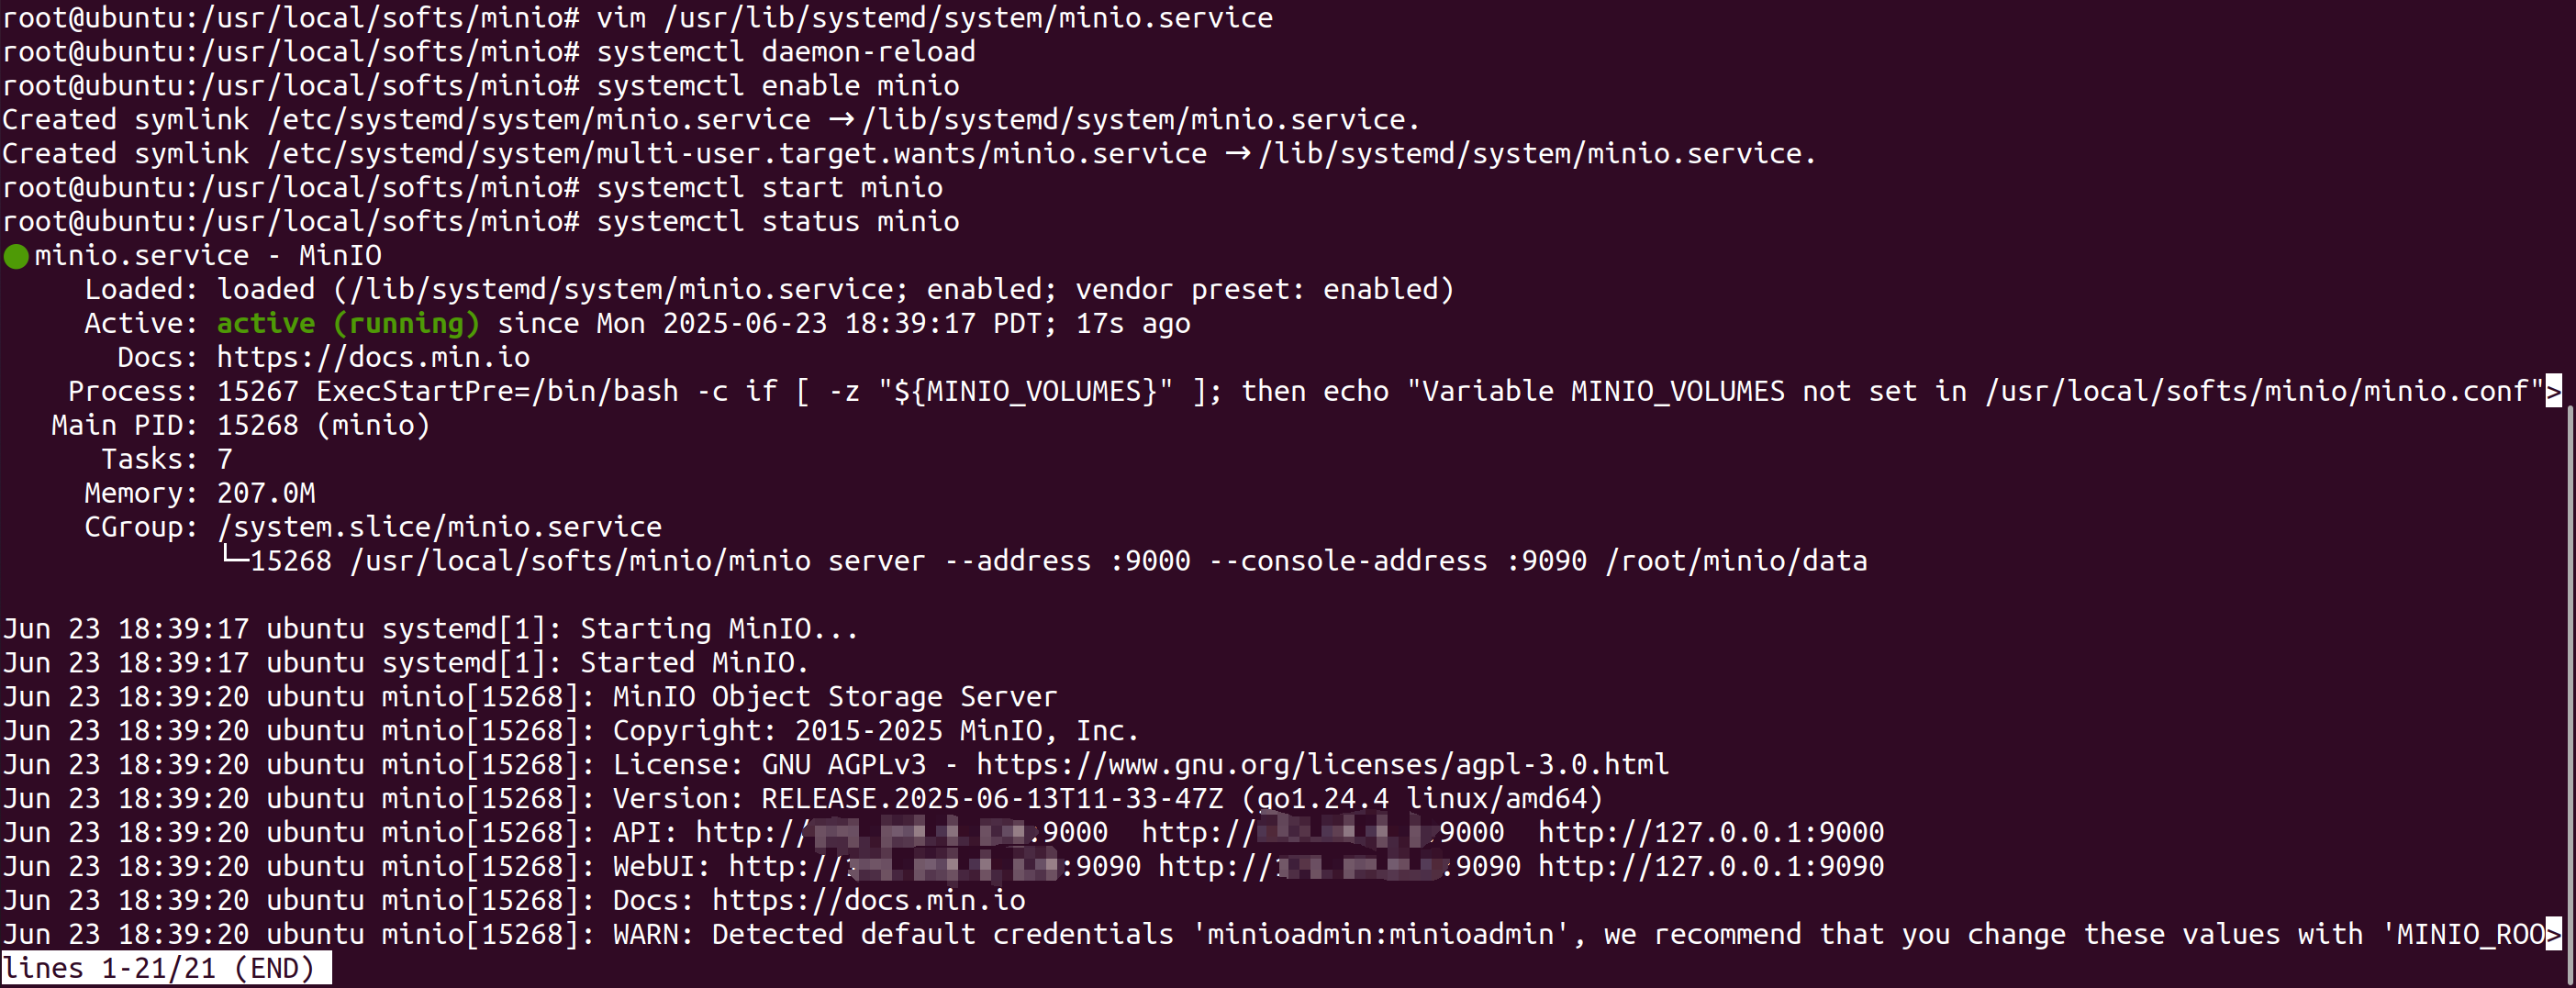 root@ubuntu:/usr/local/softs/minio# vim /usr/lib/systemd/system/minio.service
root@ubuntu:/usr/local/softs/minio# systemctl daemon-reload
root@ubuntu:/usr/local/softs/minio# systemctl enable minio
Created symlink /etc/systemd/system/minio.service → /lib/systemd/system/minio.service.
Created symlink /etc/systemd/system/multi-user.target.wants/minio.service → /lib/systemd/system/minio.service.
root@ubuntu:/usr/local/softs/minio# systemctl start minio
root@ubuntu:/usr/local/softs/minio# systemctl status minio
● minio.service - MinIO
Loaded: loaded (/lib/systemd/system/minio.service; enabled; vendor preset: enabled)
Active: active (running) since Mon 2025-06-23 18:39:17 PDT; 17s ago
Docs: https://docs.min.io
Process: 15267 ExecStartPre=/bin/bash -c if [ -z "${MINIO_VOLUMES}" ]; then echo "Variable MINIO_VOLUMES not set in /usr/local/softs/minio/minio.conf">
Main PID: 15268 (minio)
Tasks: 7
Memory: 207.0M
CGroup: /system.slice/minio.service
└─15268 /usr/local/softs/minio/minio server --address :9000 --console-address :9090 /root/minio/data
Jun 23 18:39:17 ubuntu systemd[1]: Starting MinIO...
Jun 23 18:39:17 ubuntu systemd[1]: Started MinIO.
Jun 23 18:39:20 ubuntu minio[15268]: MinIO Object Storage Server
Jun 23 18:39:20 ubuntu minio[15268]: Copyright: 2015-2025 MinIO, Inc.
Jun 23 18:39:20 ubuntu minio[15268]: License: GNU AGPLv3 - https://www.gnu.org/licenses/agpl-3.0.html
Jun 23 18:39:20 ubuntu minio[15268]: Version: RELEASE.2025-06-13T11-33-47Z (go1.24.4 linux/amd64)
Jun 23 18:39:20 ubuntu minio[15268]: API: http:// :9000 http:// 9000 http://127.0.0.1:9000
Jun 23 18:39:20 ubuntu minio[15268]: WebUI: http:// :9090 http:// :9090 http://127.0.0.1:9090
Jun 23 18:39:20 ubuntu minio[15268]: Docs: https://docs.min.io
Jun 23 18:39:20 ubuntu minio[15268]: WARN: Detected default credentials 'minioadmin:minioadmin', we recommend that you change these values with 'MINIO_ROO>
lines 1-21/21 (END)